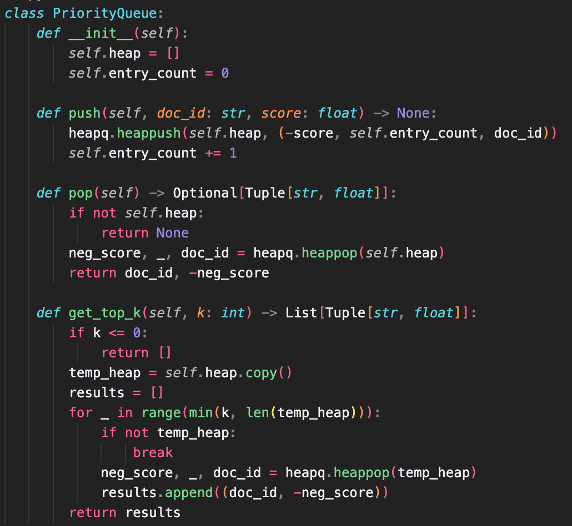 class PriorityQueue:
    def __init__(self):
        self.heap = []
        self.entry_count = 0

    def push(self, doc_id: str, score: float) -> None:
        heapq.heappush(self.heap, (-score, self.entry_count, doc_id))
        self.entry_count += 1

    def pop(self) -> Optional[Tuple[str, float]]:
        if not self.heap:
            return None
        neg_score, _, doc_id = heapq.heappop(self.heap)
        return doc_id, -neg_score

    def get_top_k(self, k: int) -> List[Tuple[str, float]]:
        if k <= 0:
            return []
        temp_heap = self.heap.copy()
        results = []
        for _ in range(min(k, len(temp_heap))):
            if not temp_heap:
                break
            neg_score, _, doc_id = heapq.heappop(temp_heap)
            results.append((doc_id, -neg_score))
        return results